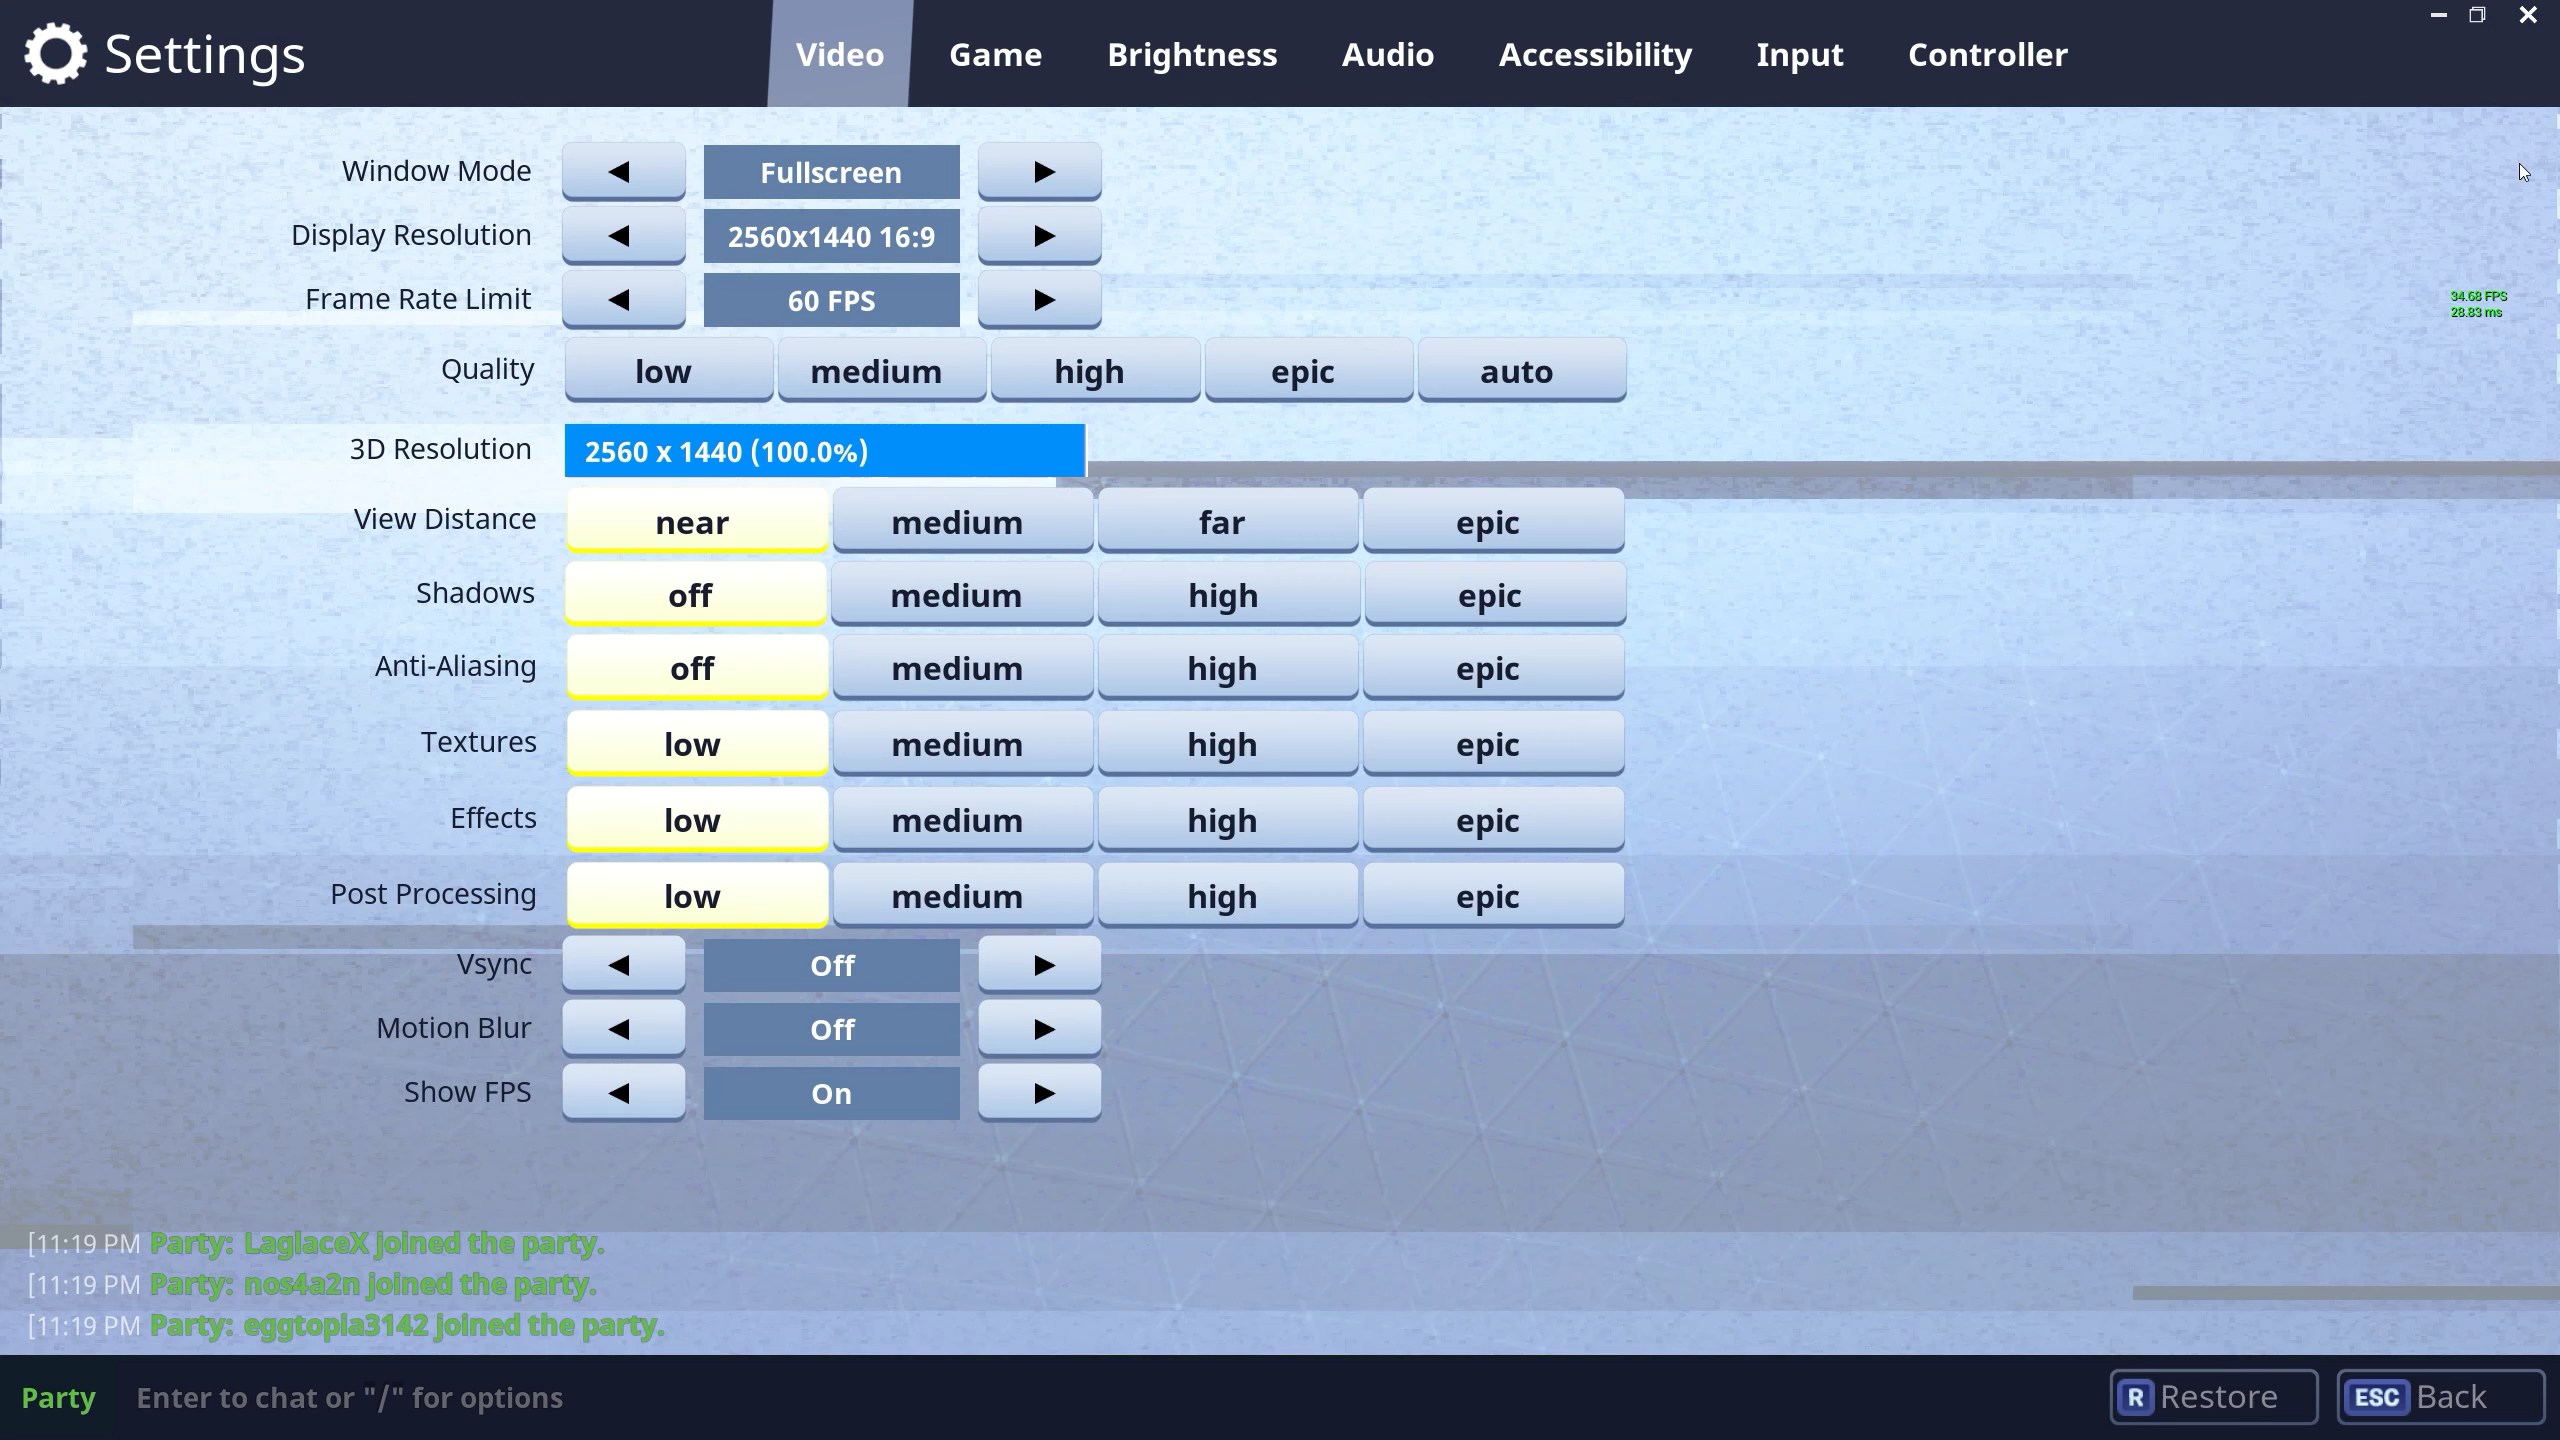 Settings
Video Game Brightness Audio Accessibility Input Controller
Window Mode Fullscreen
Display Resolution 2560x1440 16:9
Frame Rate Limit 60 FPS
34.68 FPS
28.83 ms
Quality low medium high epic auto
3D Resolution 2560 x 1440 (100.0%)
View Distance near medium far epic
Shadows off medium high epic
Anti-Aliasing off medium high epic
Textures low medium high epic
Effects low medium high epic
Post Processing low medium high epic
Vsync Off
Motion Blur Off
Show FPS On
[11:19 PM Party: LaglaceX joined the party.
[11:19 PM Party: nos4a2n joined the party.
[11:19 PM Party: eggtopia3142 joined the party.
Party Enter to chat or "/" for options R Restore ESC Back